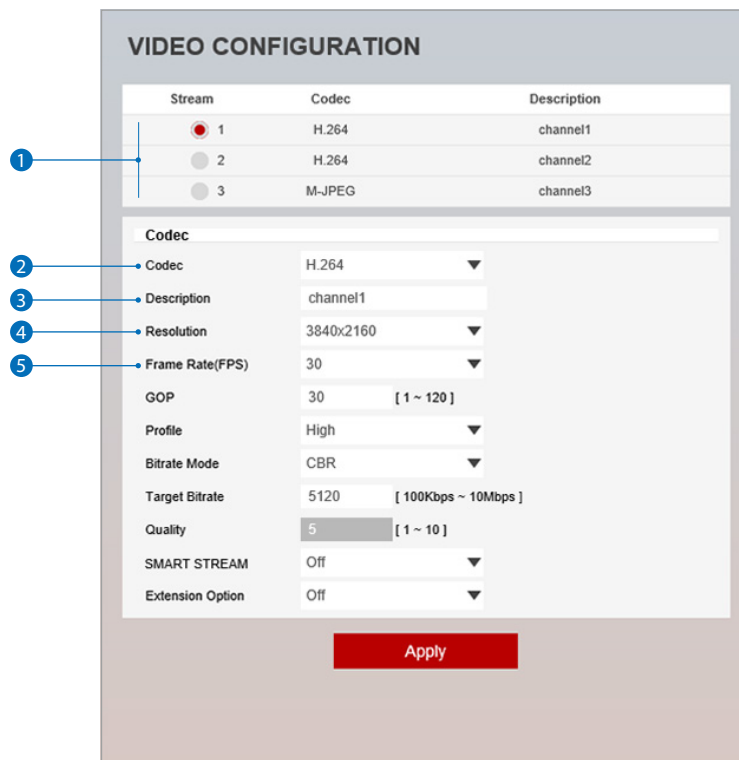 VIDEO CONFIGURATION
Stream Codec Description
1 H.264 channel1
1
2 H.264 channel2
3 M-JPEG channel3
Codec
2 Codec H.264
3 Description channel1
4 Resolution 3840x2160
5 Frame Rate(FPS) 30
GOP 30 [ 1 ~ 120 ]
Profile High
Bitrate Mode CBR
Target Bitrate 5120 [ 100Kbps ~ 10Mbps ]
Quality 5 [ 1 ~ 10 ]
SMART STREAM Off
Extension Option Off
Apply